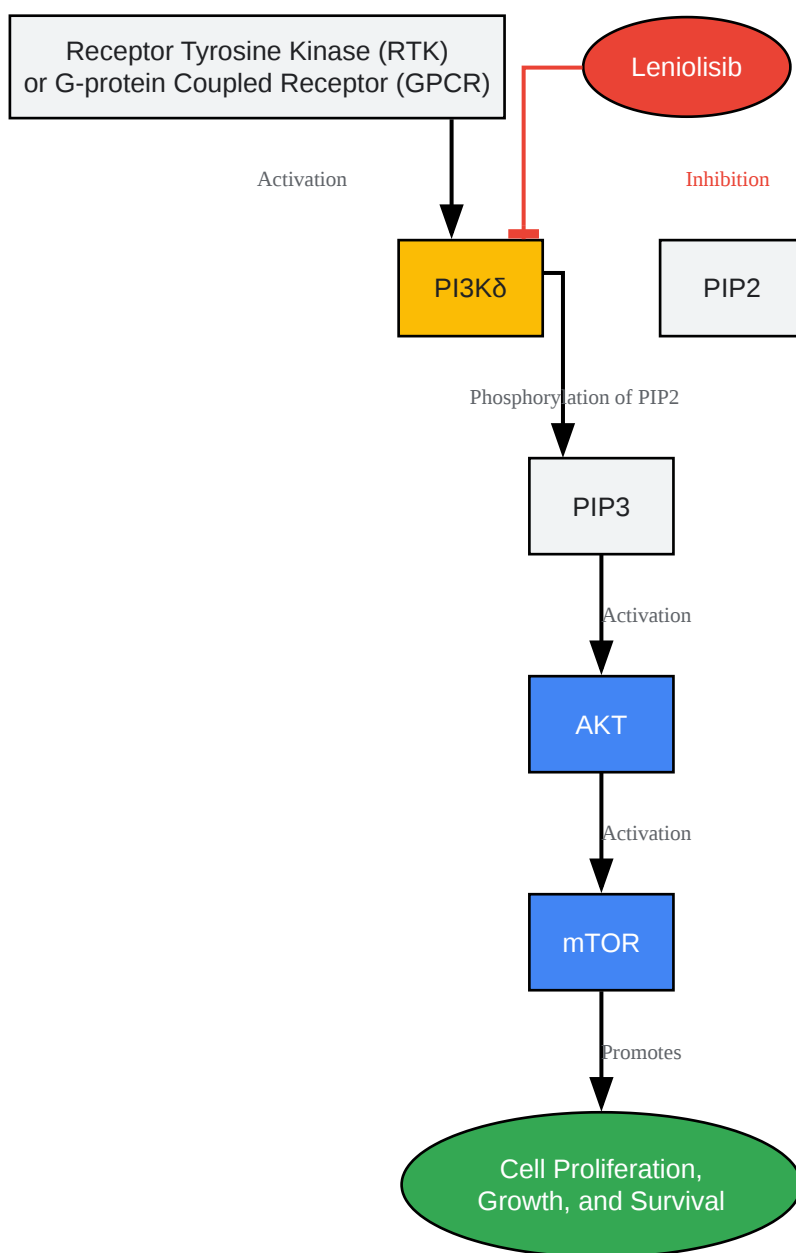 Receptor Tyrosine Kinase (RTK)
or G-protein Coupled Receptor (GPCR)
Leniolisib
Activation
Inhibition
PI3Kδ
PIP2
Phosphorylation of PIP2
PIP3
Activation
AKT
Activation
mTOR
Promotes
Cell Proliferation,
Growth, and Survival